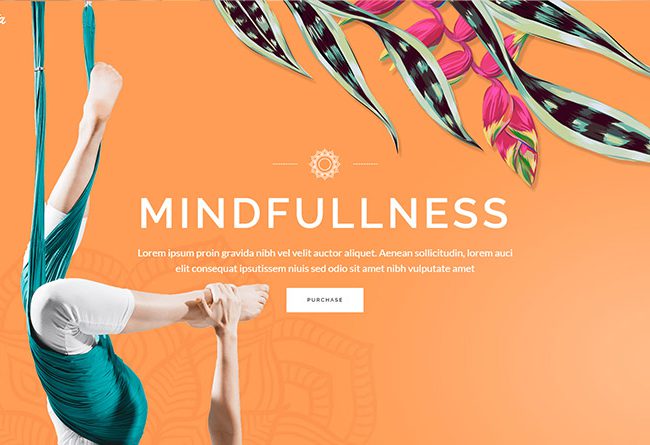 MINDFULLNESS
Lorem ipsum proin gravida nibh vel velit auctor aliquet. Aenean sollicitudin, lorem auci
elit consequat ipsutissem niuis sed odio sit amet nibh vulputate amet
PURCHASE